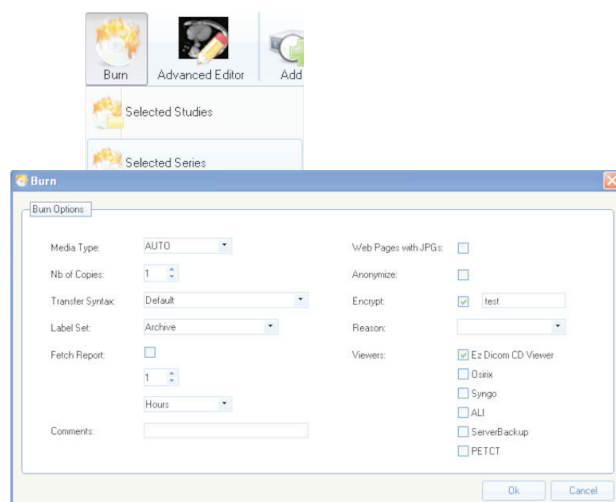 Burn
Advanced Editor
Add
Selected Studies
Selected Series
Burn
Burn Options
Media Type:
AUTO
Nb of Copies:
1
Transfer Syntax:
Default
Label Set:
Archive
Fetch Report:
1
Hours
Comments:
Web Pages with JPGs:
Anonymize:
Encrypt:
test
Reason:
Viewers:
Ez Dicom CD Viewer
Osirix
Syngo
ALI
ServerBackup
PETCT
Ok
Cancel